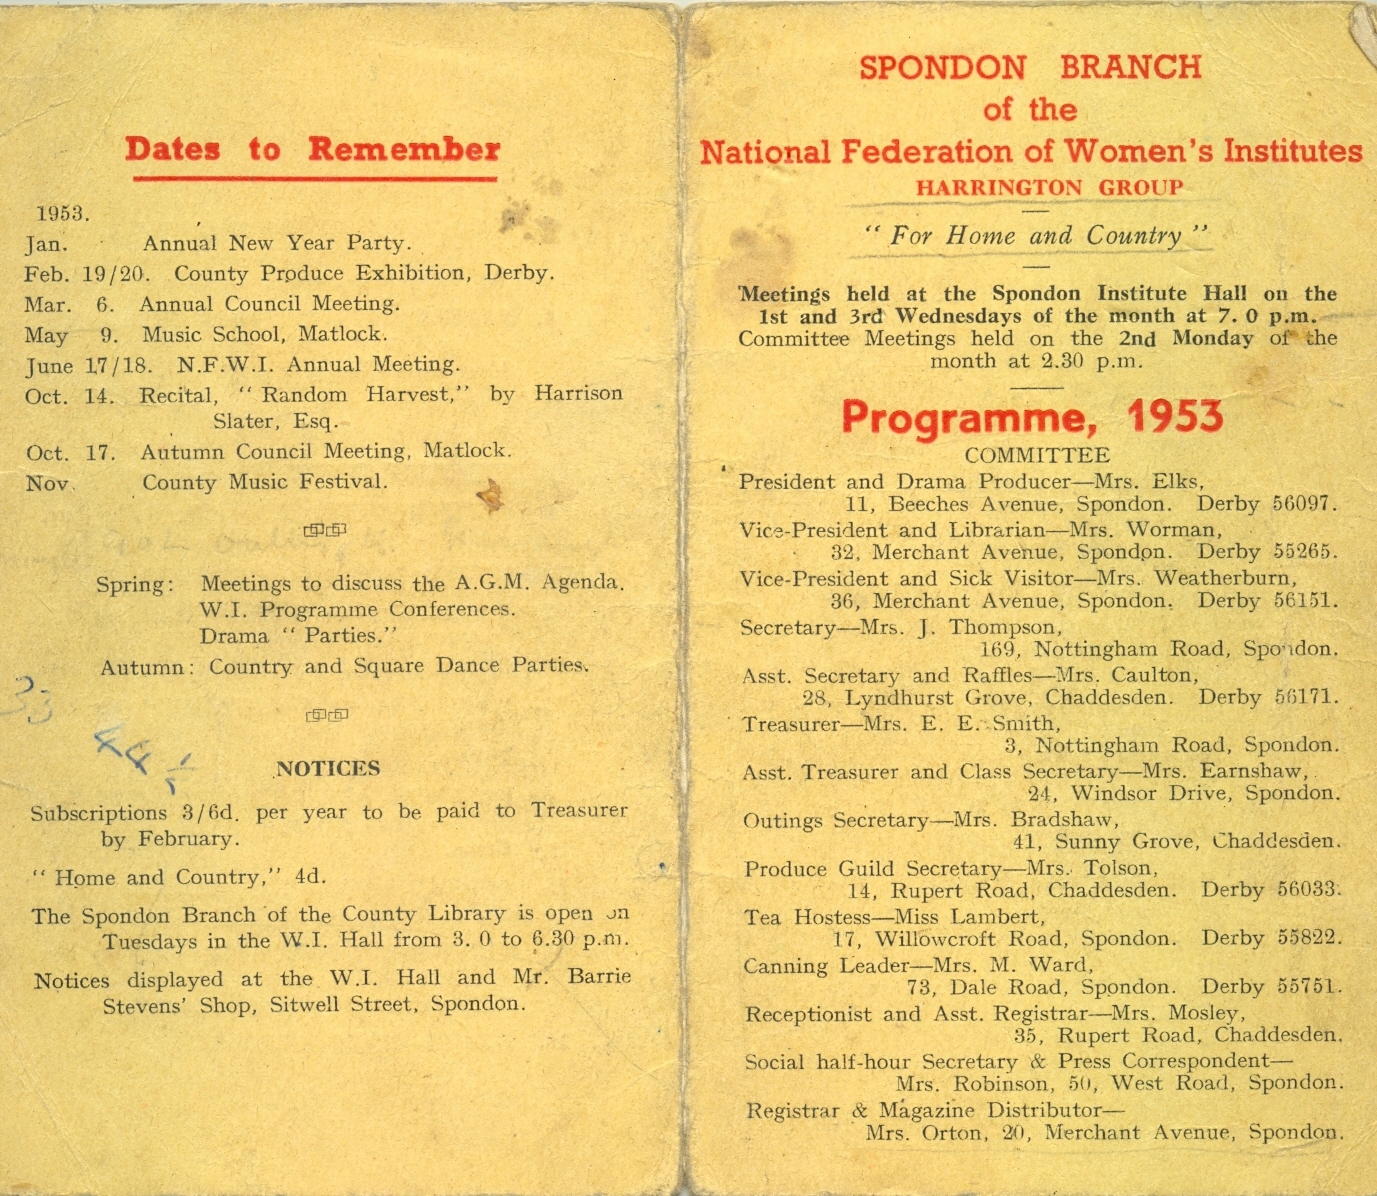 Dates to Remember
1953.
Jan. Annual New Year Party.
Feb. 19/20. County Produce Exhibition, Derby.
Mar. 6. Annual Council Meeting.
May 9. Music School, Matlock.
June 17/18. N.F.W.I. Annual Meeting.
Oct. 14. Recital, “Random Harvest,” by Harrison
Slater, Esq.
Oct. 17. Autumn Council Meeting, Matlock.
Nov. County Music Festival.
Spring: Meetings to discuss the A.G.M. Agenda.
W.I. Programme Conferences.
Drama “Parties.”
Autumn: Country and Square Dance Parties.
33
44
NOTICES
Subscriptions 3/6d. per year to be paid to Treasurer
by February.
“Home and Country,” 4d.
The Spondon Branch of the County Library is open on
Tuesdays in the W.I. Hall from 3. 0 to 6.30 p.m.
Notices displayed at the W.I. Hall and Mr. Barrie
Stevens’ Shop, Sitwell Street, Spondon.
SPONDON BRANCH
of the
National Federation of Women’s Institutes
HARRINGTON GROUP
“For Home and Country”
Meetings held at the Spondon Institute Hall on the
1st and 3rd Wednesdays of the month at 7. 0 p.m.
Committee Meetings held on the 2nd Monday of the
month at 2.30 p.m.
Programme, 1953
COMMITTEE
President and Drama Producer—Mrs. Elks,
11, Beeches Avenue, Spondon. Derby 56097.
Vice-President and Librarian—Mrs. Worman,
32, Merchant Avenue, Spondon. Derby 55265.
Vice-President and Sick Visitor—Mrs. Weatherburn,
36, Merchant Avenue, Spondon. Derby 56151.
Secretary—Mrs. J. Thompson,
169, Nottingham Road, Spondon.
Asst. Secretary and Raffles—Mrs. Caulton,
28, Lyndhurst Grove, Chaddesden. Derby 56171.
Treasurer—Mrs. E. E. Smith,
3, Nottingham Road, Spondon.
Asst. Treasurer and Class Secretary—Mrs. Earnshaw,
24, Windsor Drive, Spondon.
Outings Secretary—Mrs. Bradshaw,
41, Sunny Grove, Chaddesden.
Produce Guild Secretary—Mrs. Tolson,
14, Rupert Road, Chaddesden. Derby 56033.
Tea Hostess—Miss Lambert,
17, Willowcroft Road, Spondon. Derby 55822.
Canning Leader—Mrs. M. Ward,
73, Dale Road, Spondon. Derby 55751.
Receptionist and Asst. Registrar—Mrs. Mosley,
35, Rupert Road, Chaddesden.
Social half-hour Secretary & Press Correspondent—
Mrs. Robinson, 50, West Road, Spondon.
Registrar & Magazine Distributor—
Mrs. Orton, 20, Merchant Avenue, Spondon.